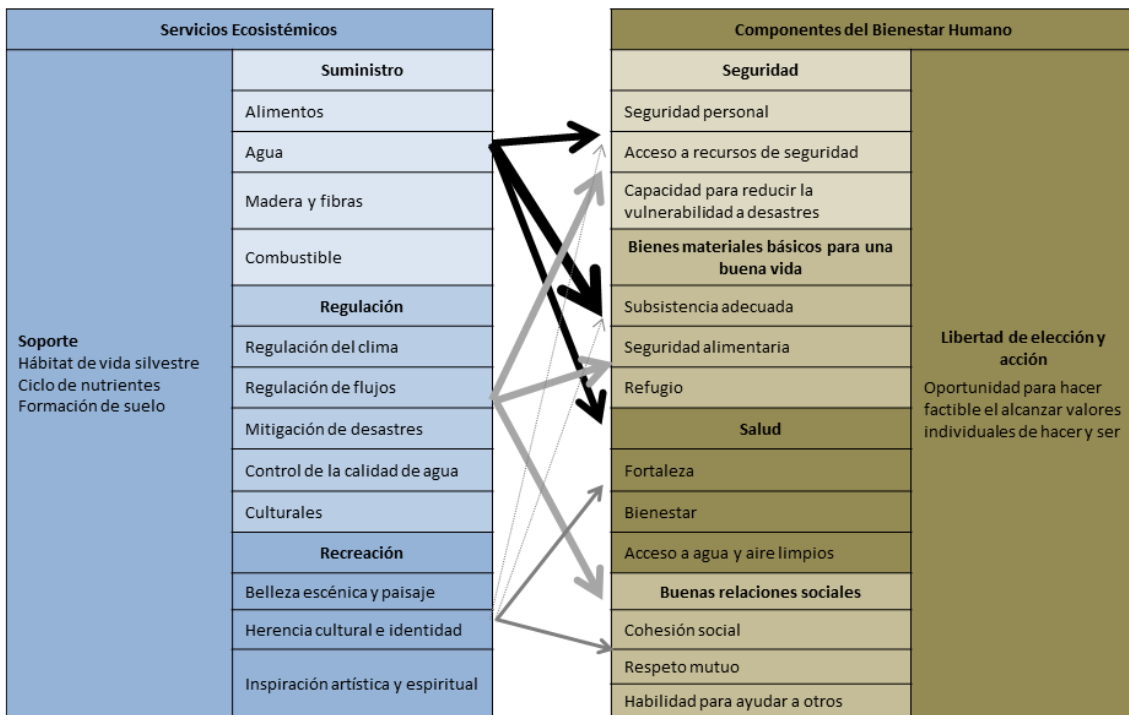 Servicios Ecosistémicos
Soporte
Hábitat de vida silvestre
Ciclo de nutrientes
Formación de suelo
Suministro
Alimentos
Agua
Madera y fibras
Combustible
Regulación
Regulación del clima
Regulación de flujos
Mitigación de desastres
Control de la calidad de agua
Culturales
Recreación
Belleza escénica y paisaje
Herencia cultural e identidad
Inspiración artística y espiritual
Componentes del Bienestar Humano
Seguridad
Seguridad personal
Acceso a recursos de seguridad
Capacidad para reducir la
vulnerabilidad a desastres
Bienes materiales básicos para una
buena vida
Subsistencia adecuada
Seguridad alimentaria
Refugio
Salud
Fortaleza
Bienestar
Acceso a agua y aire limpios
Buenas relaciones sociales
Cohesión social
Respeto mutuo
Habilidad para ayudar a otros
Libertad de elección y
acción
Oportunidad para hacer
factible el alcanzar valores
individuales de hacer y ser